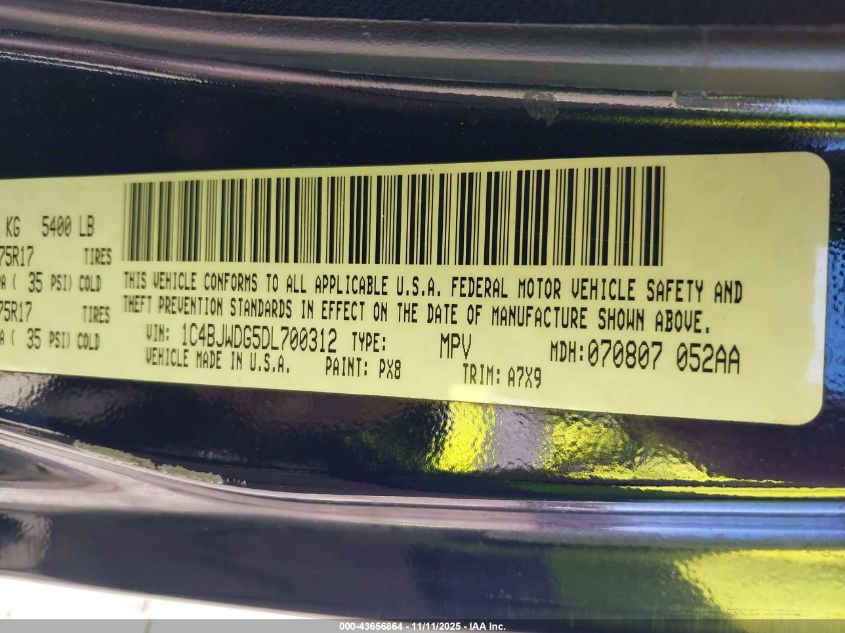 KG 5400 LB
75R17 TIRES
PA ( 35 PSI) COLD
75R17 TIRES
A ( 35 PSI) COLD
THIS VEHICLE CONFORMS TO ALL APPLICABLE U.S.A. FEDERAL MOTOR VEHICLE SAFETY AND
THEFT PREVENTION STANDARDS IN EFFECT ON THE DATE OF MANUFACTURE SHOWN ABOVE.
VIN: 1C4BJWDG5DL700312 TYPE: MPV MDH:070807 052AA
VEHICLE MADE IN U.S.A. PAINT: PX8 TRIM: A7X9
000-43656864 - 11/11/2025 - IAA Inc.